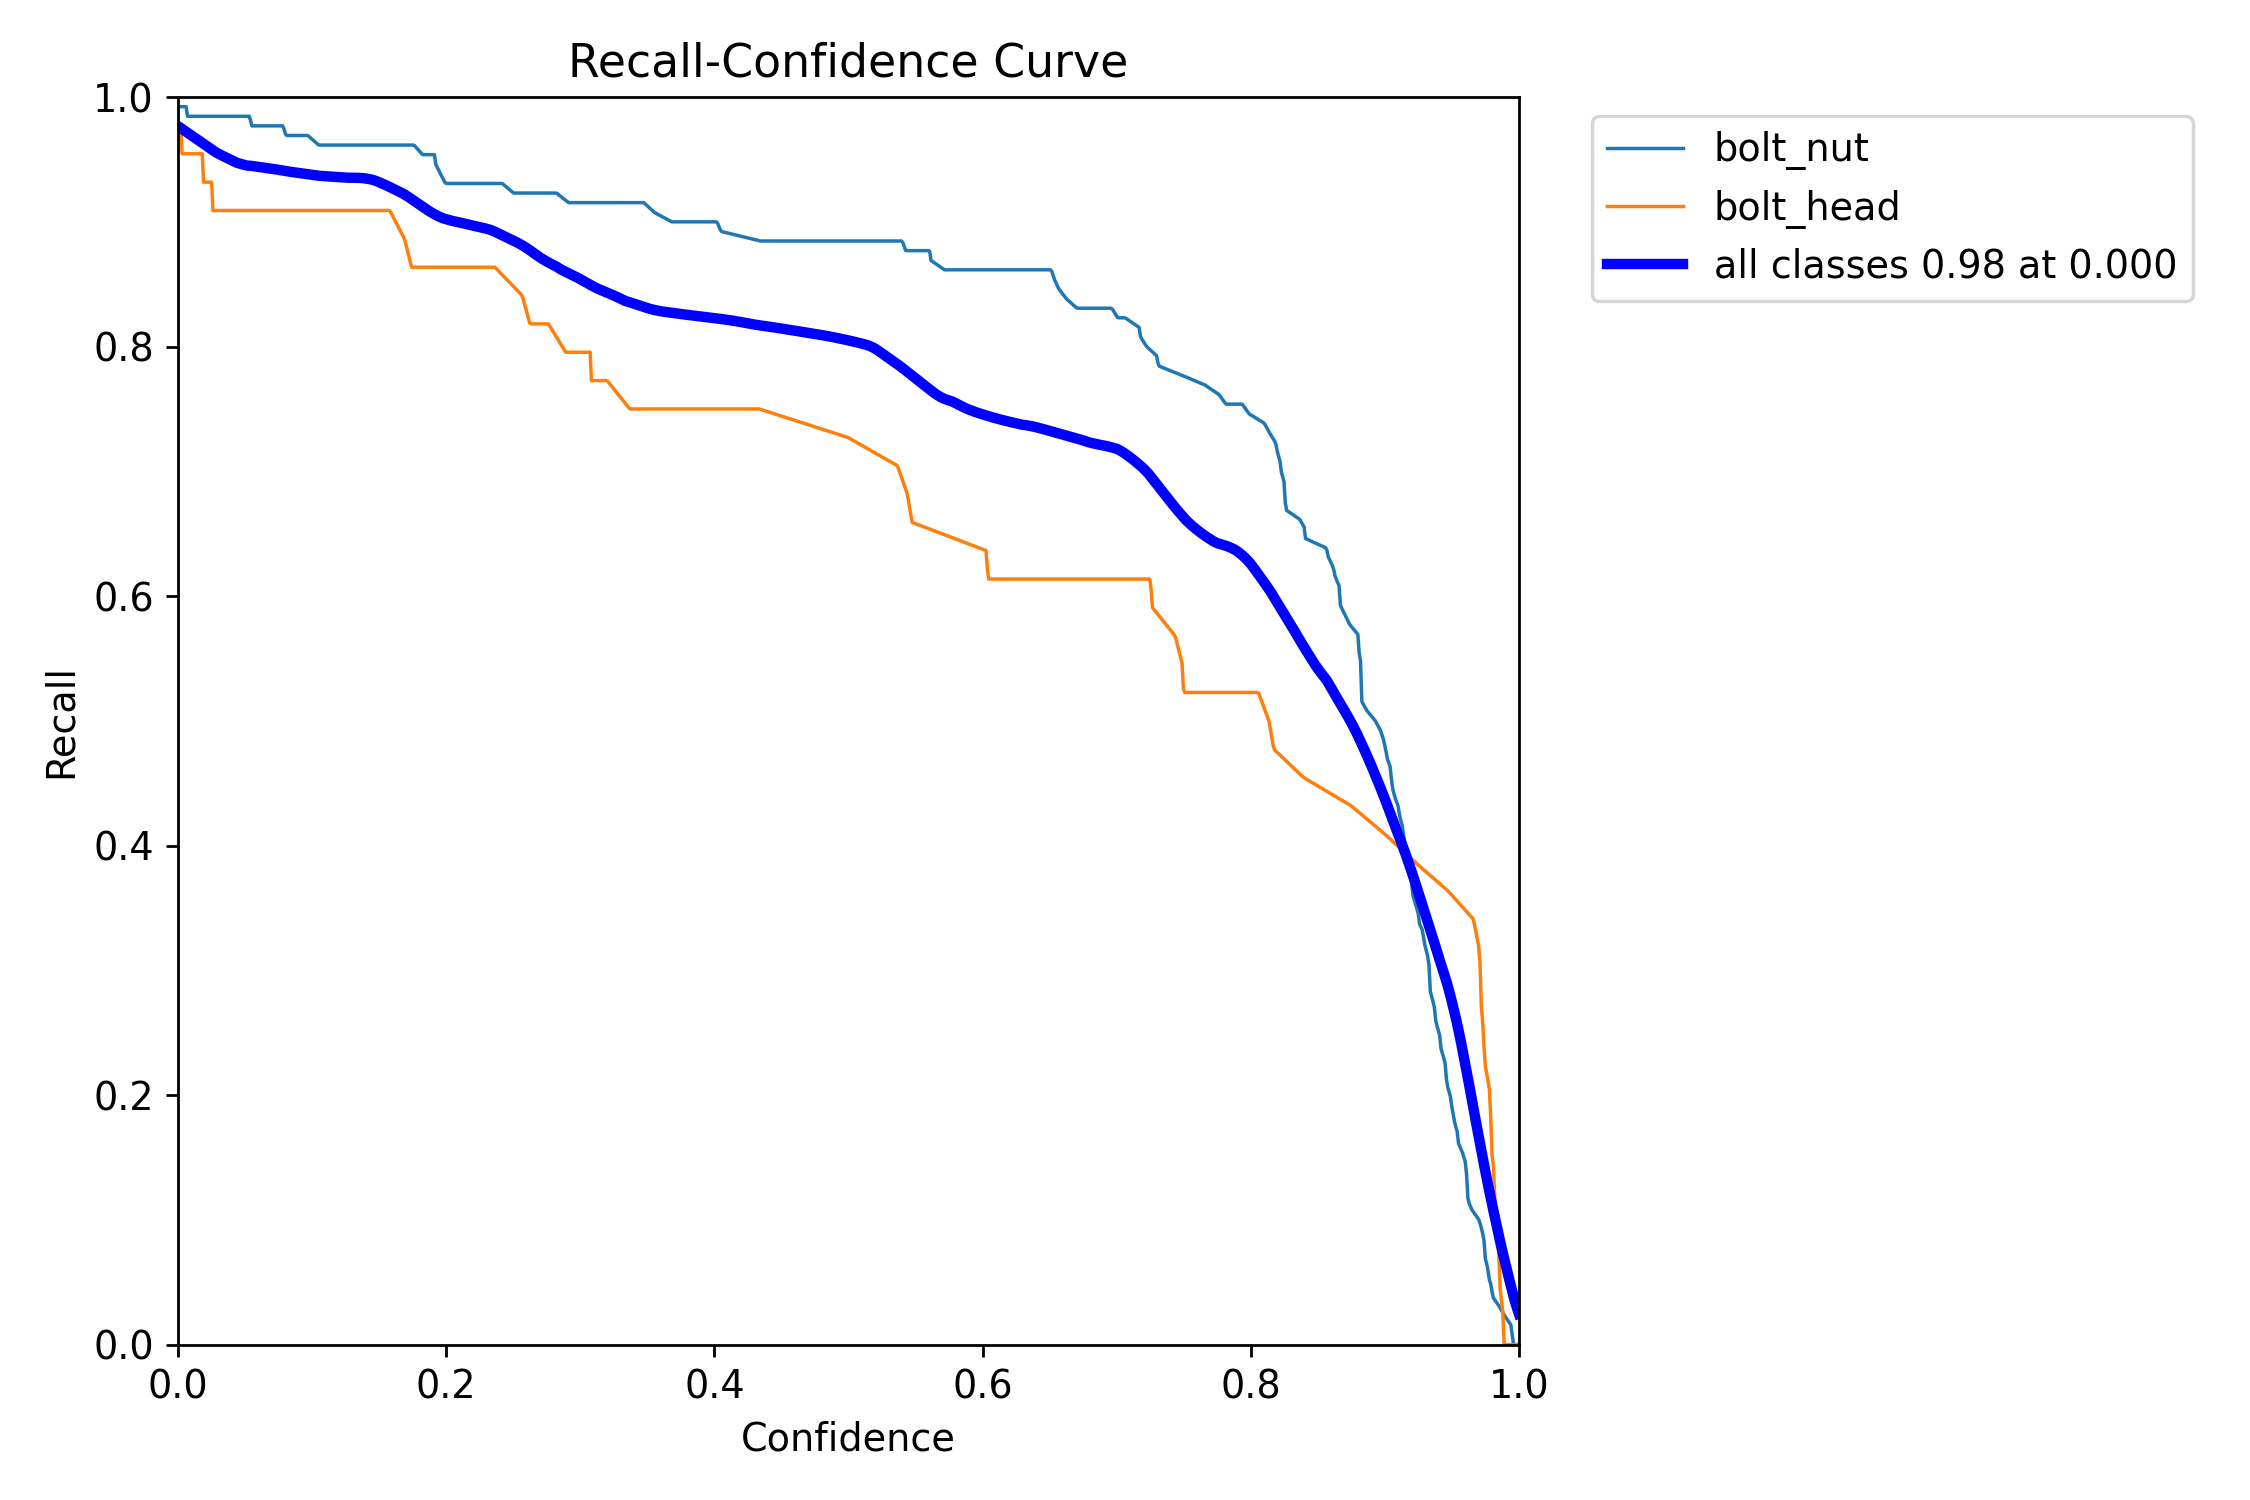 Recall-Confidence Curve
1.0
0.8
0.6
0.4
0.2
0.0
Recall
0.0 0.2 0.4 0.6 0.8 1.0
Confidence
bolt_nut
bolt_head
all classes 0.98 at 0.000